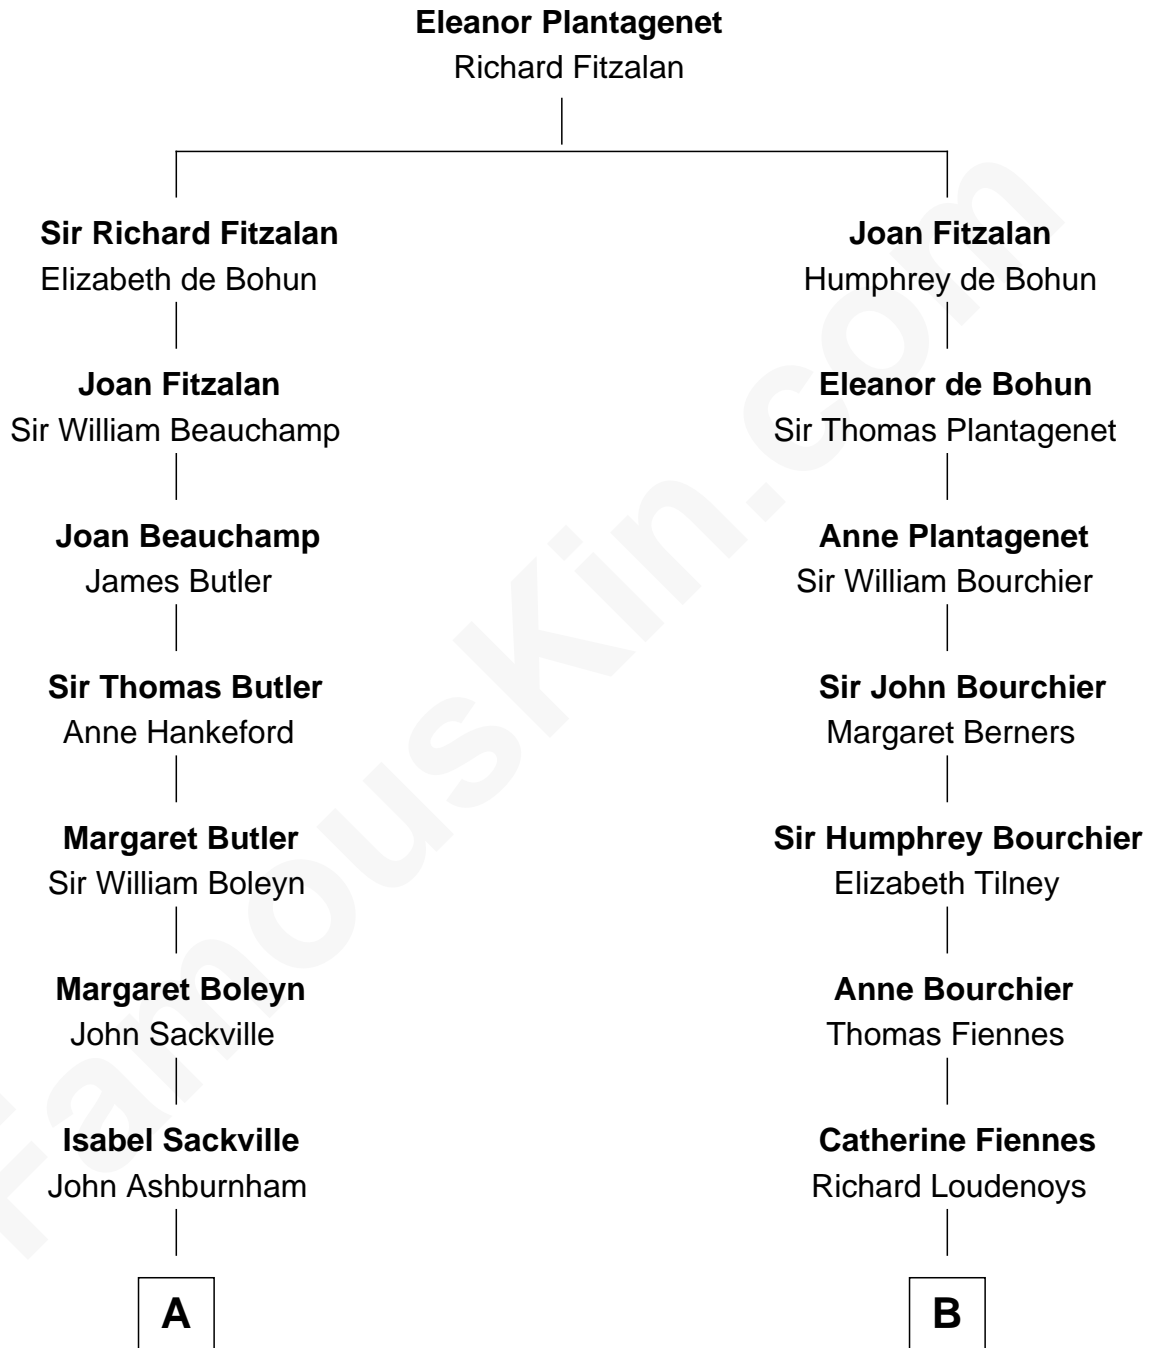 Eleanor Plantagenet
Richard Fitzalan
Sir Richard Fitzalan
Elizabeth de Bohun
Joan Fitzalan
Humphrey de Bohun
Joan Fitzalan
Sir William Beauchamp
Eleanor de Bohun
Sir Thomas Plantagenet
Joan Beauchamp
James Butler
Anne Plantagenet
Sir William Bourchier
Sir Thomas Butler
Anne Hankeford
Sir John Bourchier
Margaret Berners
Margaret Butler
Sir William Boleyn
Sir Humphrey Bourchier
Elizabeth Tilney
Margaret Boleyn
John Sackville
Anne Bourchier
Thomas Fiennes
Isabel Sackville
John Ashburnham
Catherine Fiennes
Richard Loudenoys
A
B
FamousKin.com